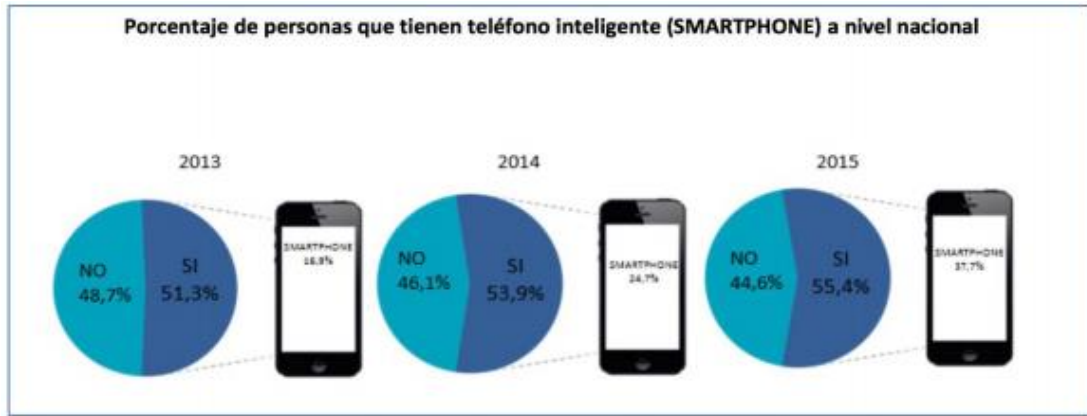 Porcentaje de personas que tienen teléfono inteligente (SMARTPHONE) a nivel nacional
2013
2014
2015
NO
48,7%
SI
51,3%
SMARTPHONE
16,9%
NO
46,1%
SI
53,9%
SMARTPHONE
24,7%
NO
44,6%
SI
55,4%
SMARTPHONE
37,7%